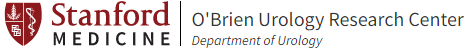 Stanford
MEDICINE
O'Brien Urology Research Center
Department of Urology